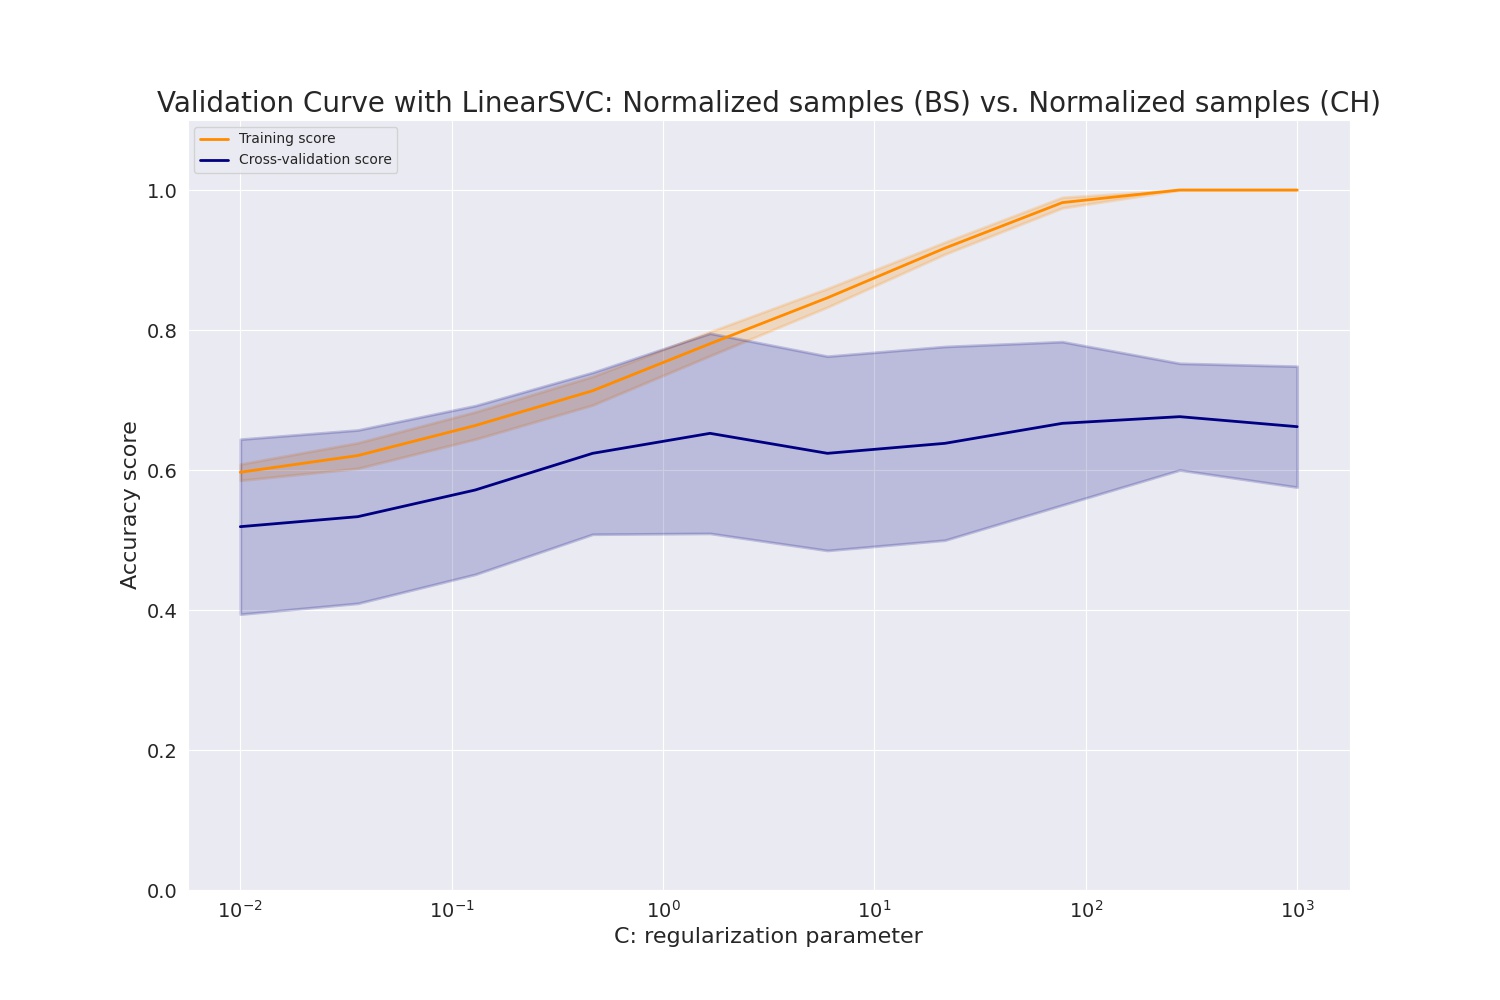 Validation Curve with LinearSVC: Normalized samples (BS) vs. Normalized samples (CH)
Training score
Cross-validation score
1.0
0.8
0.6
0.4
0.2
0.0
Accuracy score
10⁻² 10⁻¹ 10⁰ 10¹ 10² 10³
C: regularization parameter